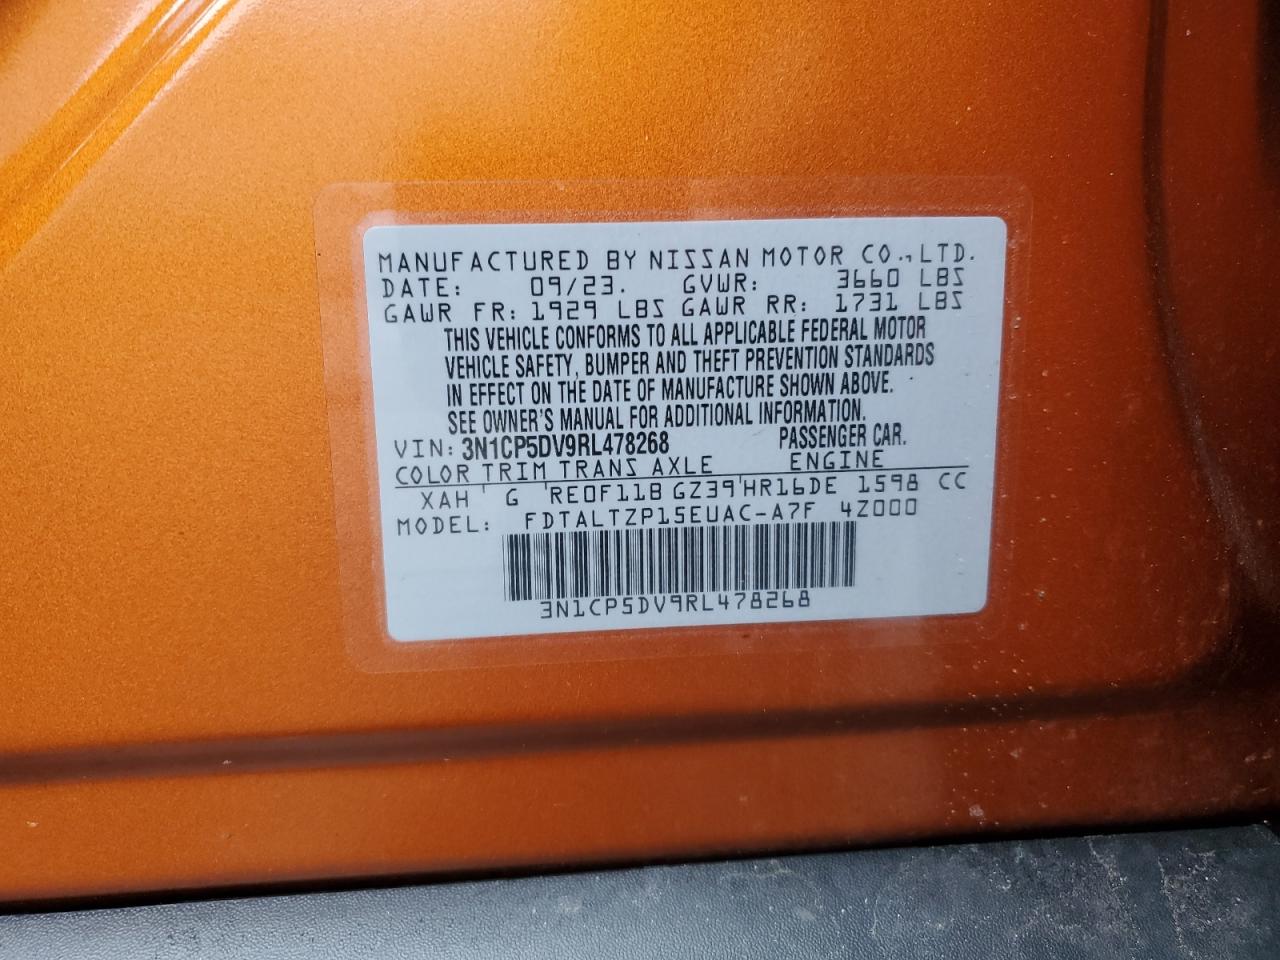 MANUFACTURED BY NISSAN MOTOR CO.,LTD.
DATE: 09/23. GVWR: 3660 LBS
GAWR FR: 1929 LBS GAWR RR: 1731 LBS
THIS VEHICLE CONFORMS TO ALL APPLICABLE FEDERAL MOTOR
VEHICLE SAFETY, BUMPER AND THEFT PREVENTION STANDARDS
IN EFFECT ON THE DATE OF MANUFACTURE SHOWN ABOVE.
SEE OWNER'S MANUAL FOR ADDITIONAL INFORMATION.
VIN: 3N1CP5DV9RL478268 PASSENGER CAR.
COLOR TRIM TRANS AXLE ENGINE
XAH G RE0F11B GZ39 HR16DE 1598 CC
MODEL: FDTALTZP15EUAC-A7F 4Z000
3N1CP5DV9RL478268